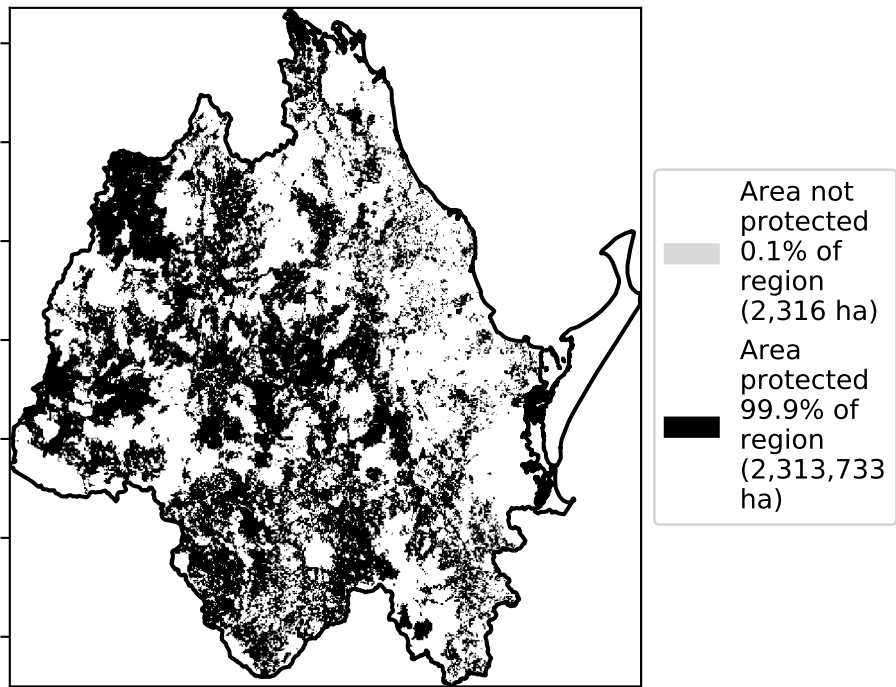 Area not
protected
0.1% of
region
(2,316 ha)
Area
protected
99.9% of
region
(2,313,733
ha)